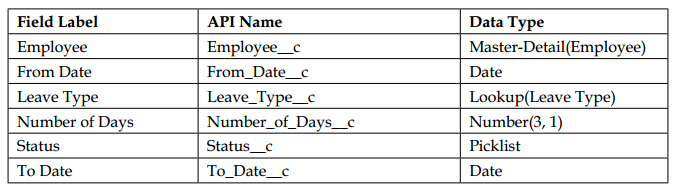 Field Label API Name Data Type
Employee Employee__c Master-Detail(Employee)
From Date From_Date__c Date
Leave Type Leave_Type__c Lookup(Leave Type)
Number of Days Number_of_Days__c Number(3, 1)
Status Status__c Picklist
To Date To_Date__c Date